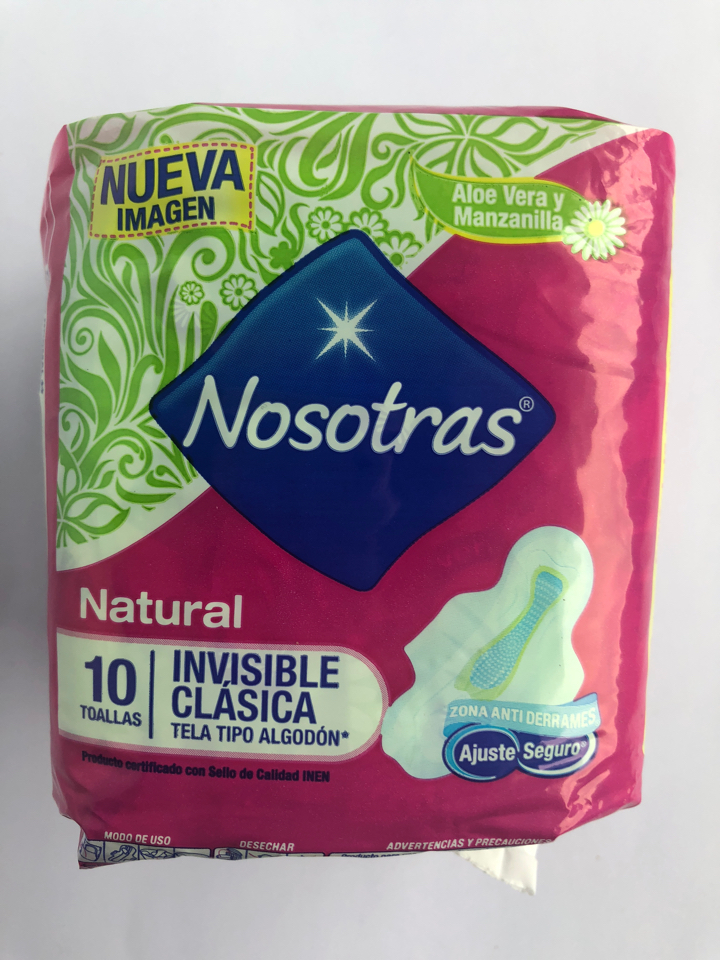 NUEVA
IMAGEN
Aloe Vera y
Manzanilla
Nosotras®
Natural
10
TOALLAS
INVISIBLE
CLÁSICA
TELA TIPO ALGODÓN*
ZONA ANTI DERRAMES
Ajuste Seguro®
Producto certificado con Sello de Calidad INEN
MODO DE USO
DESECHAR
ADVERTENCIAS Y PRECAUCIONES